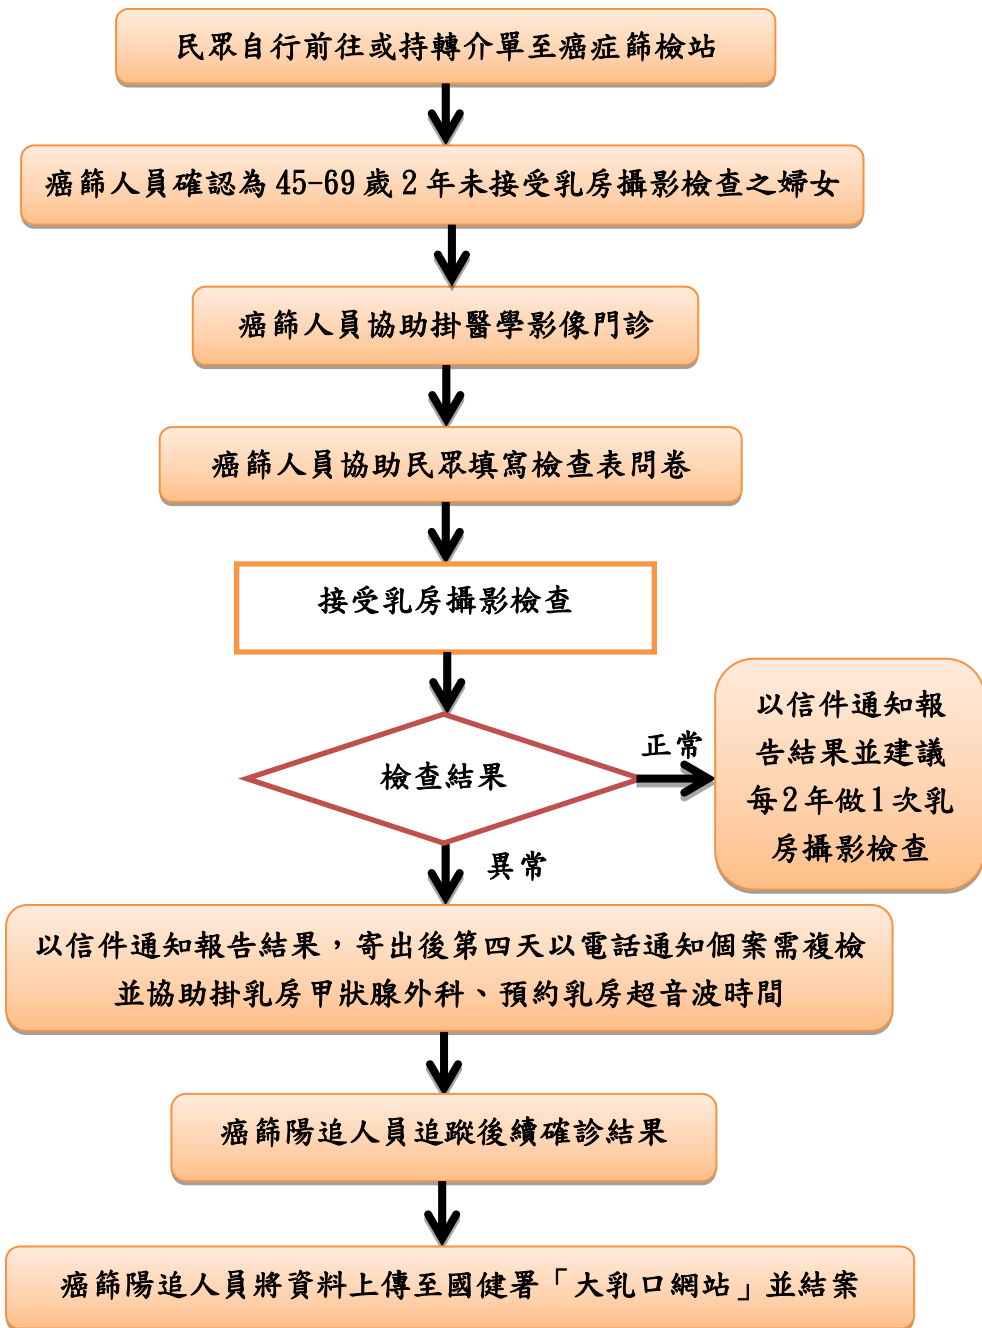 民眾自行前往或持轉介單至癌症篩檢站
癌篩人員確認為 45-69 歲 2 年未接受乳房攝影檢查之婦女
癌篩人員協助掛醫學影像門診
癌篩人員協助民眾填寫檢查表問卷
接受乳房攝影檢查
檢查結果
正常
以信件通知報
告結果並建議
每2年做1次乳
房攝影檢查
異常
以信件通知報告結果，寄出後第四天以電話通知個案需複檢
並協助掛乳房甲狀腺外科、預約乳房超音波時間
癌篩陽追人員追蹤後續確診結果
癌篩陽追人員將資料上傳至國健署「大乳口網站」並結案